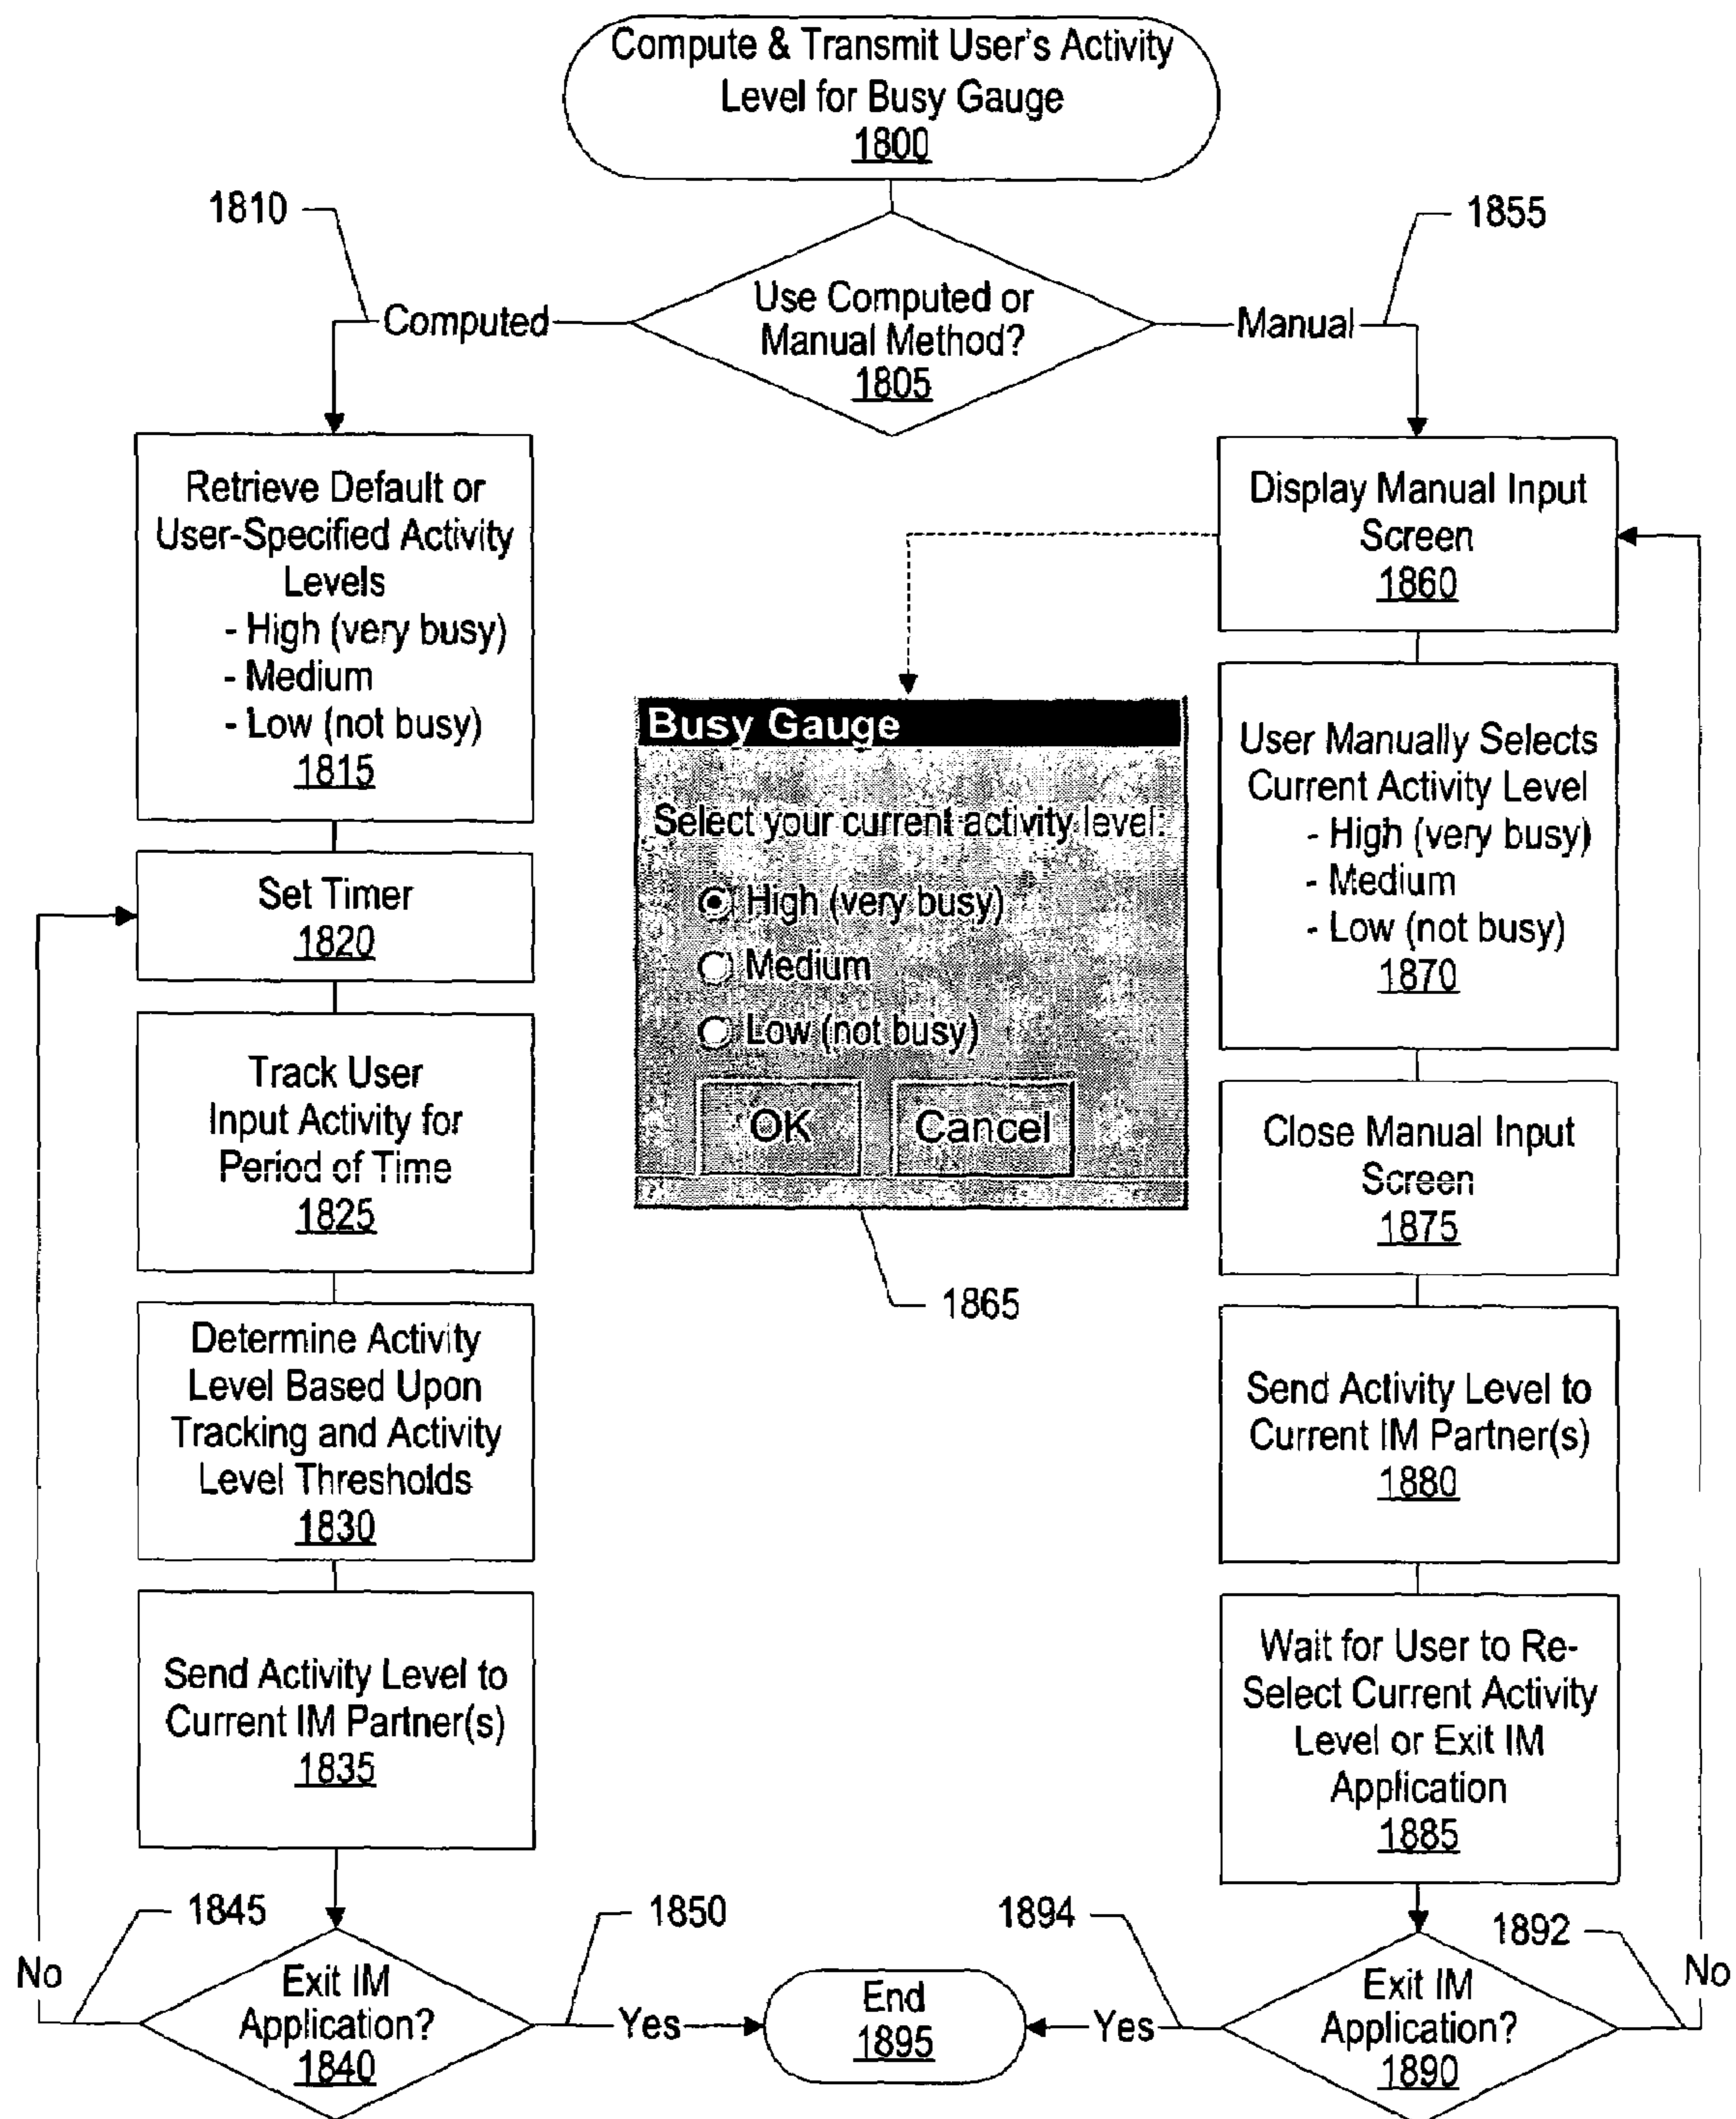 Compute & Transmit User's Activity
Level for Busy Gauge
1800
1810
1855
Computed
Use Computed or
Manual Method?
1805
Manual
Retrieve Default or
User-Specified Activity
Levels
- High (very busy)
- Medium
- Low (not busy)
1815
Set Timer
1820
Track User
Input Activity for
Period of Time
1825
Determine Activity
Level Based Upon
Tracking and Activity
Level Thresholds
1830
Send Activity Level to
Current IM Partner(s)
1835
1845
1850
No
Exit IM
Application?
1840
Yes
Display Manual Input
Screen
1860
Busy Gauge
Select your current activity level:
High (very busy)
Medium
Low (not busy)
OK
Cancel
1865
User Manually Selects
Current Activity Level
- High (very busy)
- Medium
- Low (not busy)
1870
Close Manual Input
Screen
1875
Send Activity Level to
Current IM Partner(s)
1880
Wait for User to Re-
Select Current Activity
Level or Exit IM
Application
1885
1894
1892
No
Exit IM
Application?
1890
Yes
End
1895